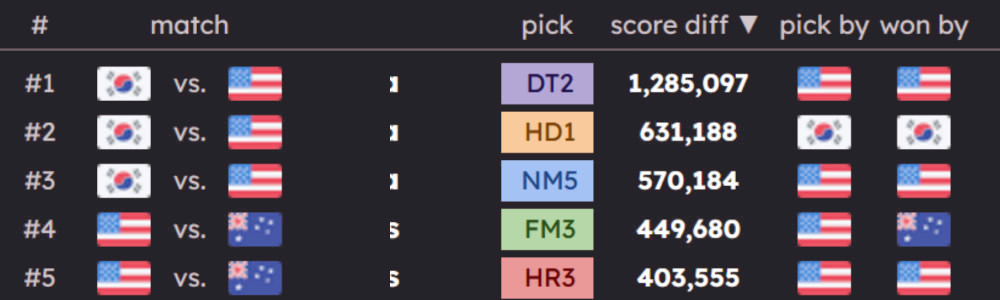 # match pick score diff ▼ pick by won by
#1 vs. DT2 1,285,097
#2 vs. HD1 631,188
#3 vs. NM5 570,184
#4 vs. s FM3 449,680
#5 vs. s HR3 403,555